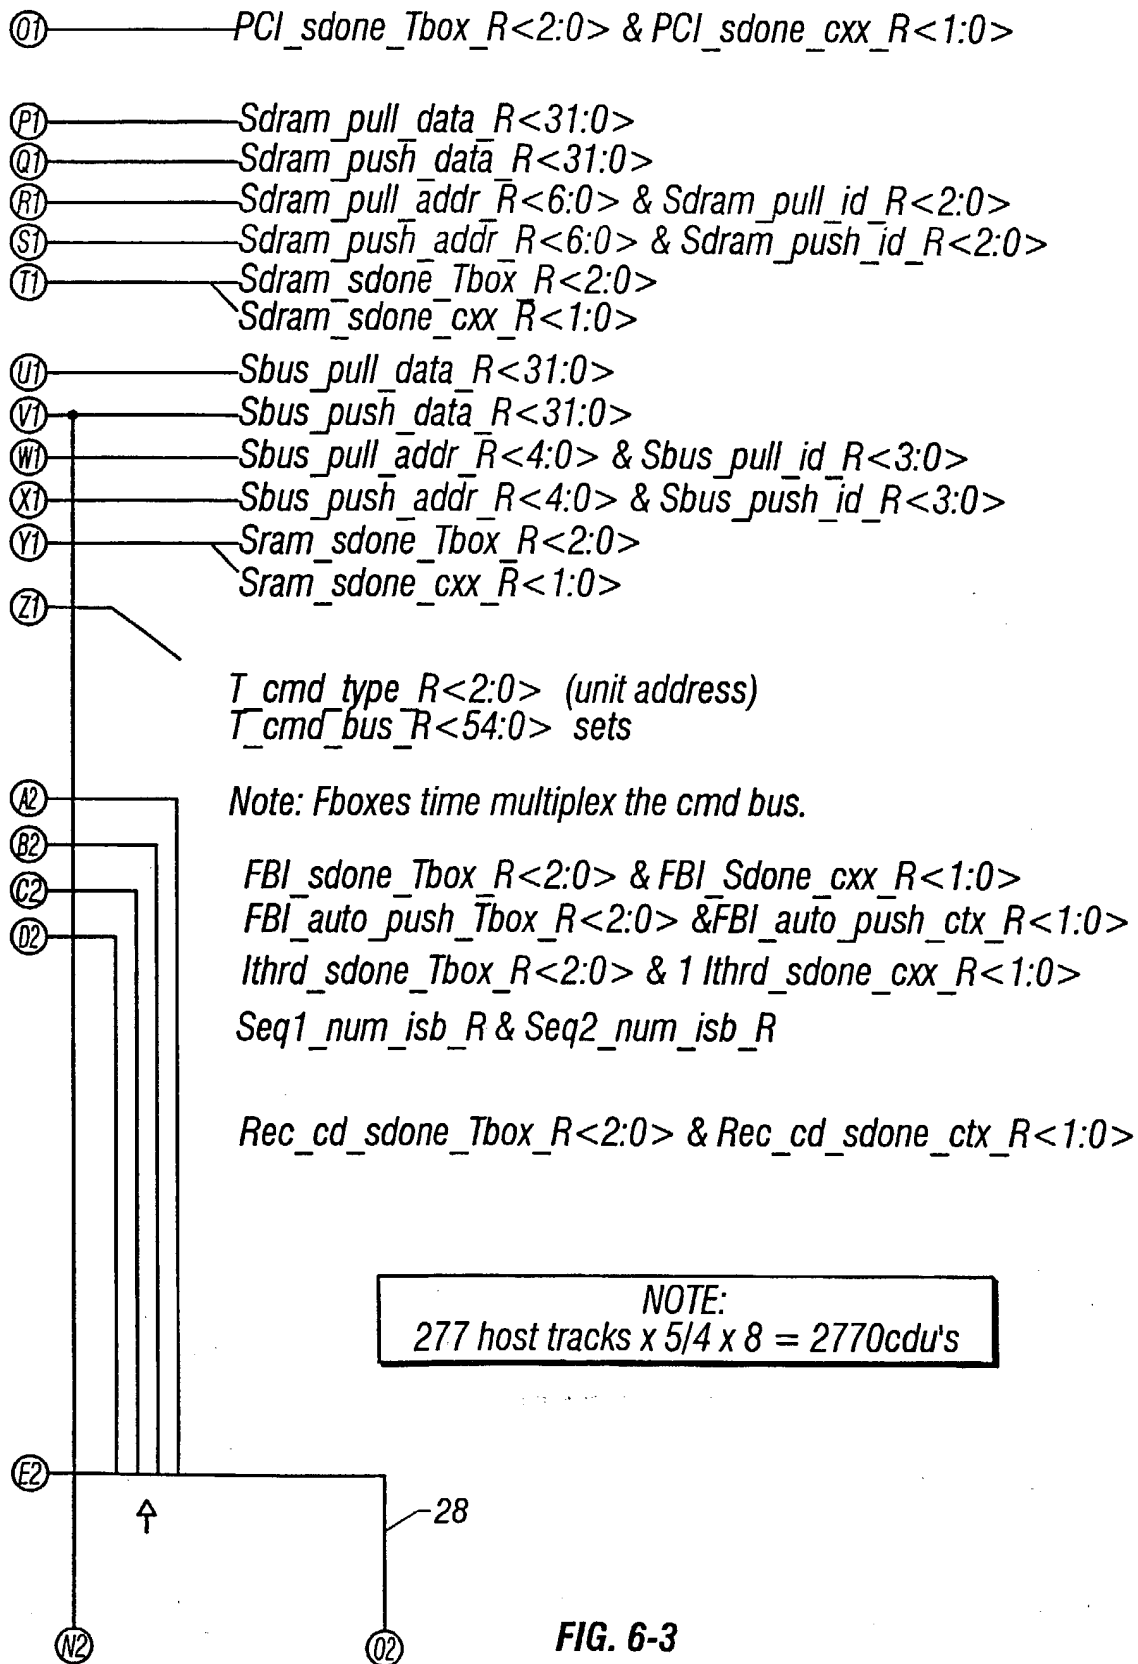 O1 PCI_sdone_Tbox_R<2:0> & PCI_sdone_cxx_R<1:0>
P1 Sdram_pull_data_R<31:0>
Q1 Sdram_push_data_R<31:0>
R1 Sdram_pull_addr_R<6:0> & Sdram_pull_id_R<2:0>
S1 Sdram_push_addr_R<6:0> & Sdram_push_id_R<2:0>
T1 Sdram_sdone_Tbox_R<2:0>
Sdram_sdone_cxx_R<1:0>
U1 Sbus_pull_data_R<31:0>
V1 Sbus_push_data_R<31:0>
W1 Sbus_pull_addr_R<4:0> & Sbus_pull_id_R<3:0>
X1 Sbus_push_addr_R<4:0> & Sbus_push_id_R<3:0>
Y1 Sram_sdone_Tbox_R<2:0>
Sram_sdone_cxx_R<1:0>
Z1
T_cmd_type_R<2:0> (unit address)
T_cmd_bus_R<54:0> sets
A2 Note: Fboxes time multiplex the cmd bus.
B2
FBI_sdone_Tbox_R<2:0> & FBI_Sdone_cxx_R<1:0>
C2
FBI_auto_push_Tbox_R<2:0> &FBI_auto_push_ctx_R<1:0>
D2
Ithrd_sdone_Tbox_R<2:0> & 1 Ithrd_sdone_cxx_R<1:0>
Seq1_num_isb_R & Seq2_num_isb_R
Rec_cd_sdone_Tbox_R<2:0> & Rec_cd_sdone_ctx_R<1:0>
NOTE:
277 host tracks x 5/4 x 8 = 2770cdu's
E2
28
N2 O2
FIG. 6-3